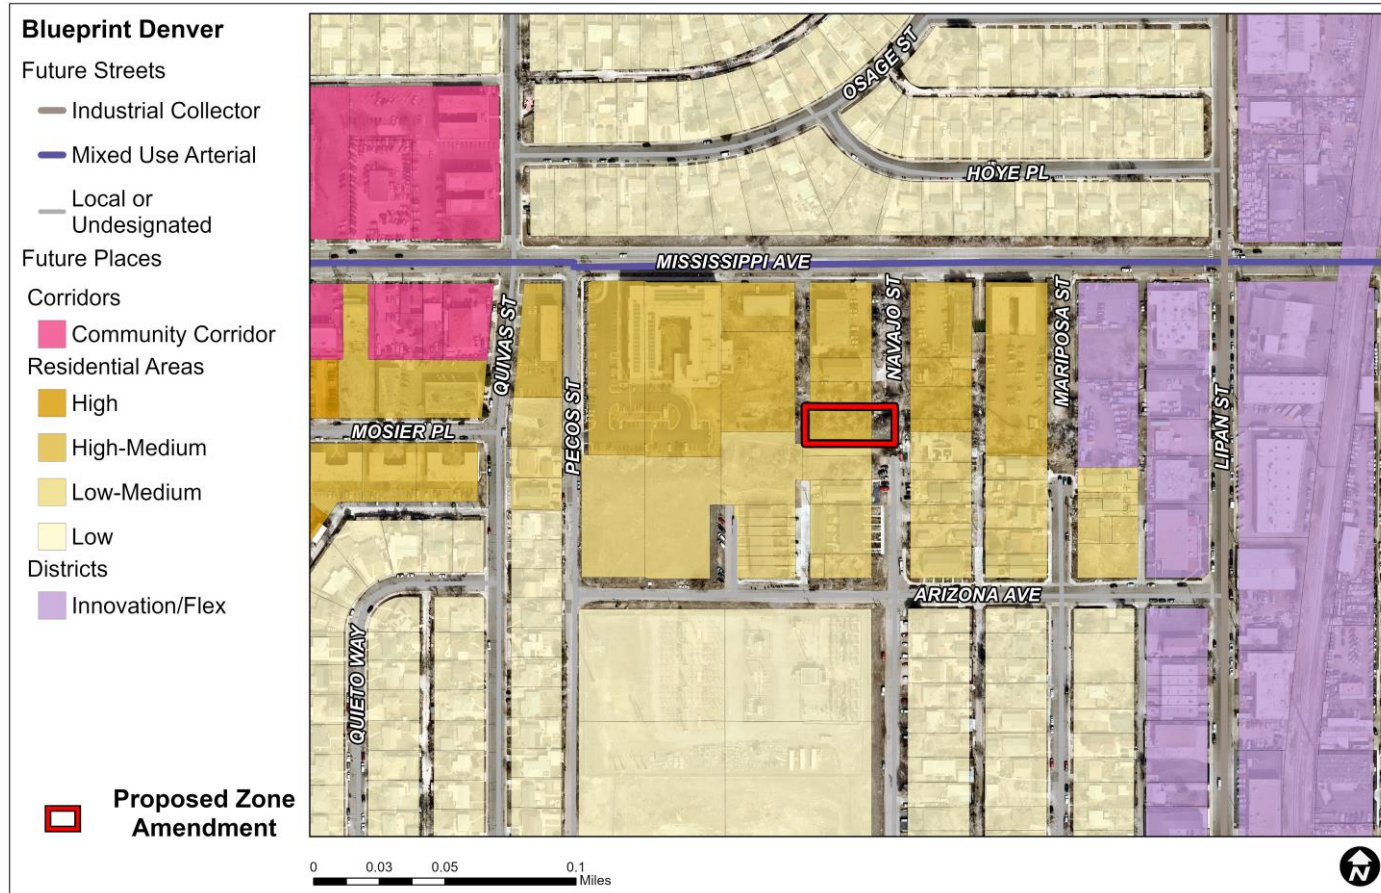 Blueprint Denver
Future Streets
Industrial Collector
Mixed Use Arterial
Local or
Undesignated
Future Places
Corridors
Community Corridor
Residential Areas
High
High-Medium
Low-Medium
Low
Districts
Innovation/Flex
Proposed Zone
Amendment
OSAGE ST
HOYE PL
MISSISSIPPI AVE
QUIVAS ST
PECOS ST
NAVAJO ST
MARIPOSA ST
LIPAN ST
MOSIER PL
ARIZONA AVE
QUIETO WAY
0 0.03 0.05 0.1
Miles
N